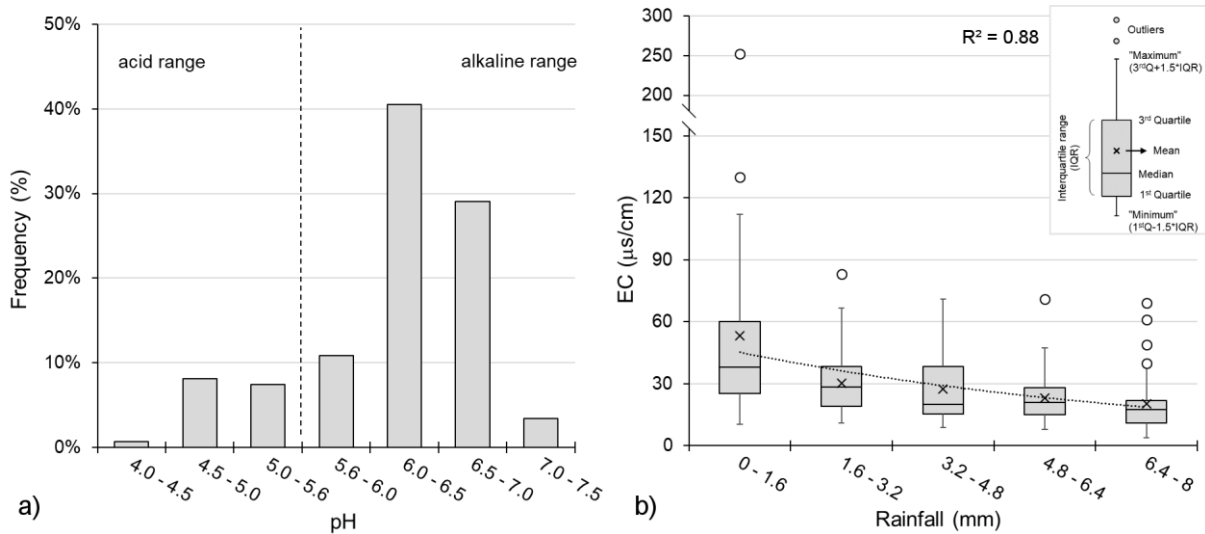 50%
40%
30%
20%
10%
0%
Frequency (%)
acid range
alkaline range
4.0 - 4.5
4.5 - 5.0
5.0 - 5.6
5.6 - 6.0
6.0 - 6.5
6.5 - 7.0
7.0 - 7.5
pH
a)
300
250
200
150
120
90
60
30
0
EC (µs/cm)
R² = 0.88
Outliers
"Maximum"
(3ʳᵈQ+1.5*IQR)
3ʳᵈ Quartile
Mean
Median
1ˢᵗ Quartile
"Minimum"
(1ˢᵗQ-1.5*IQR)
Interquartile range
(IQR)
0 - 1.6
1.6 - 3.2
3.2 - 4.8
4.8 - 6.4
6.4 - 8
Rainfall (mm)
b)